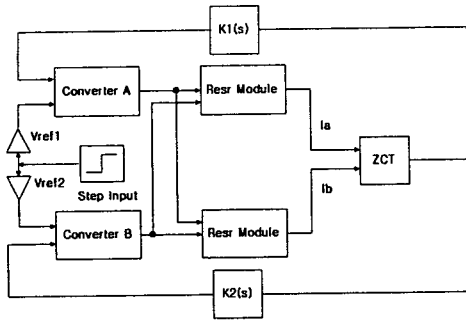 K1(s)
Converter A
Resr Module
Vref1
Ia
ZCT
Vref2
Step Input
Ib
Converter B
Resr Module
K2(s)